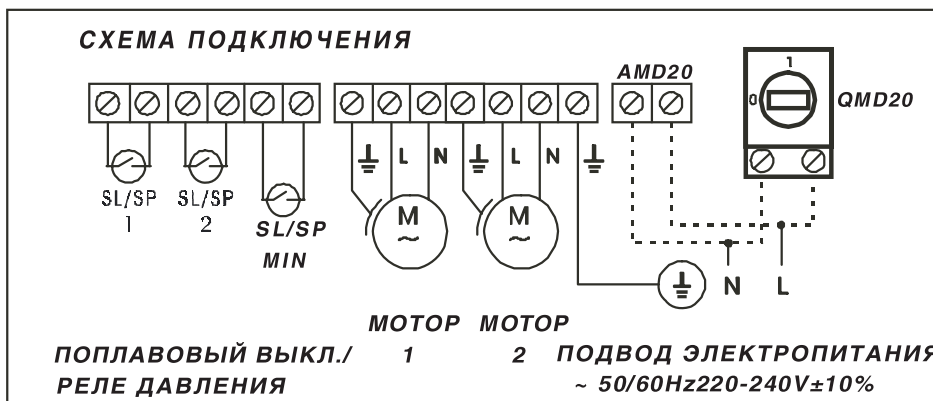 СХЕМА ПОДКЛЮЧЕНИЯ
AMD20
1
0
QMD20
L N L N
SL/SP SL/SP
1 2
SL/SP
MIN
M M
~ ~
N L
МОТОР МОТОР
ПОПЛАВОВЫЙ ВЫКЛ./ 1 2 ПОДВОД ЭЛЕКТРОПИТАНИЯ
РЕЛЕ ДАВЛЕНИЯ ~ 50/60Hz220-240V±10%